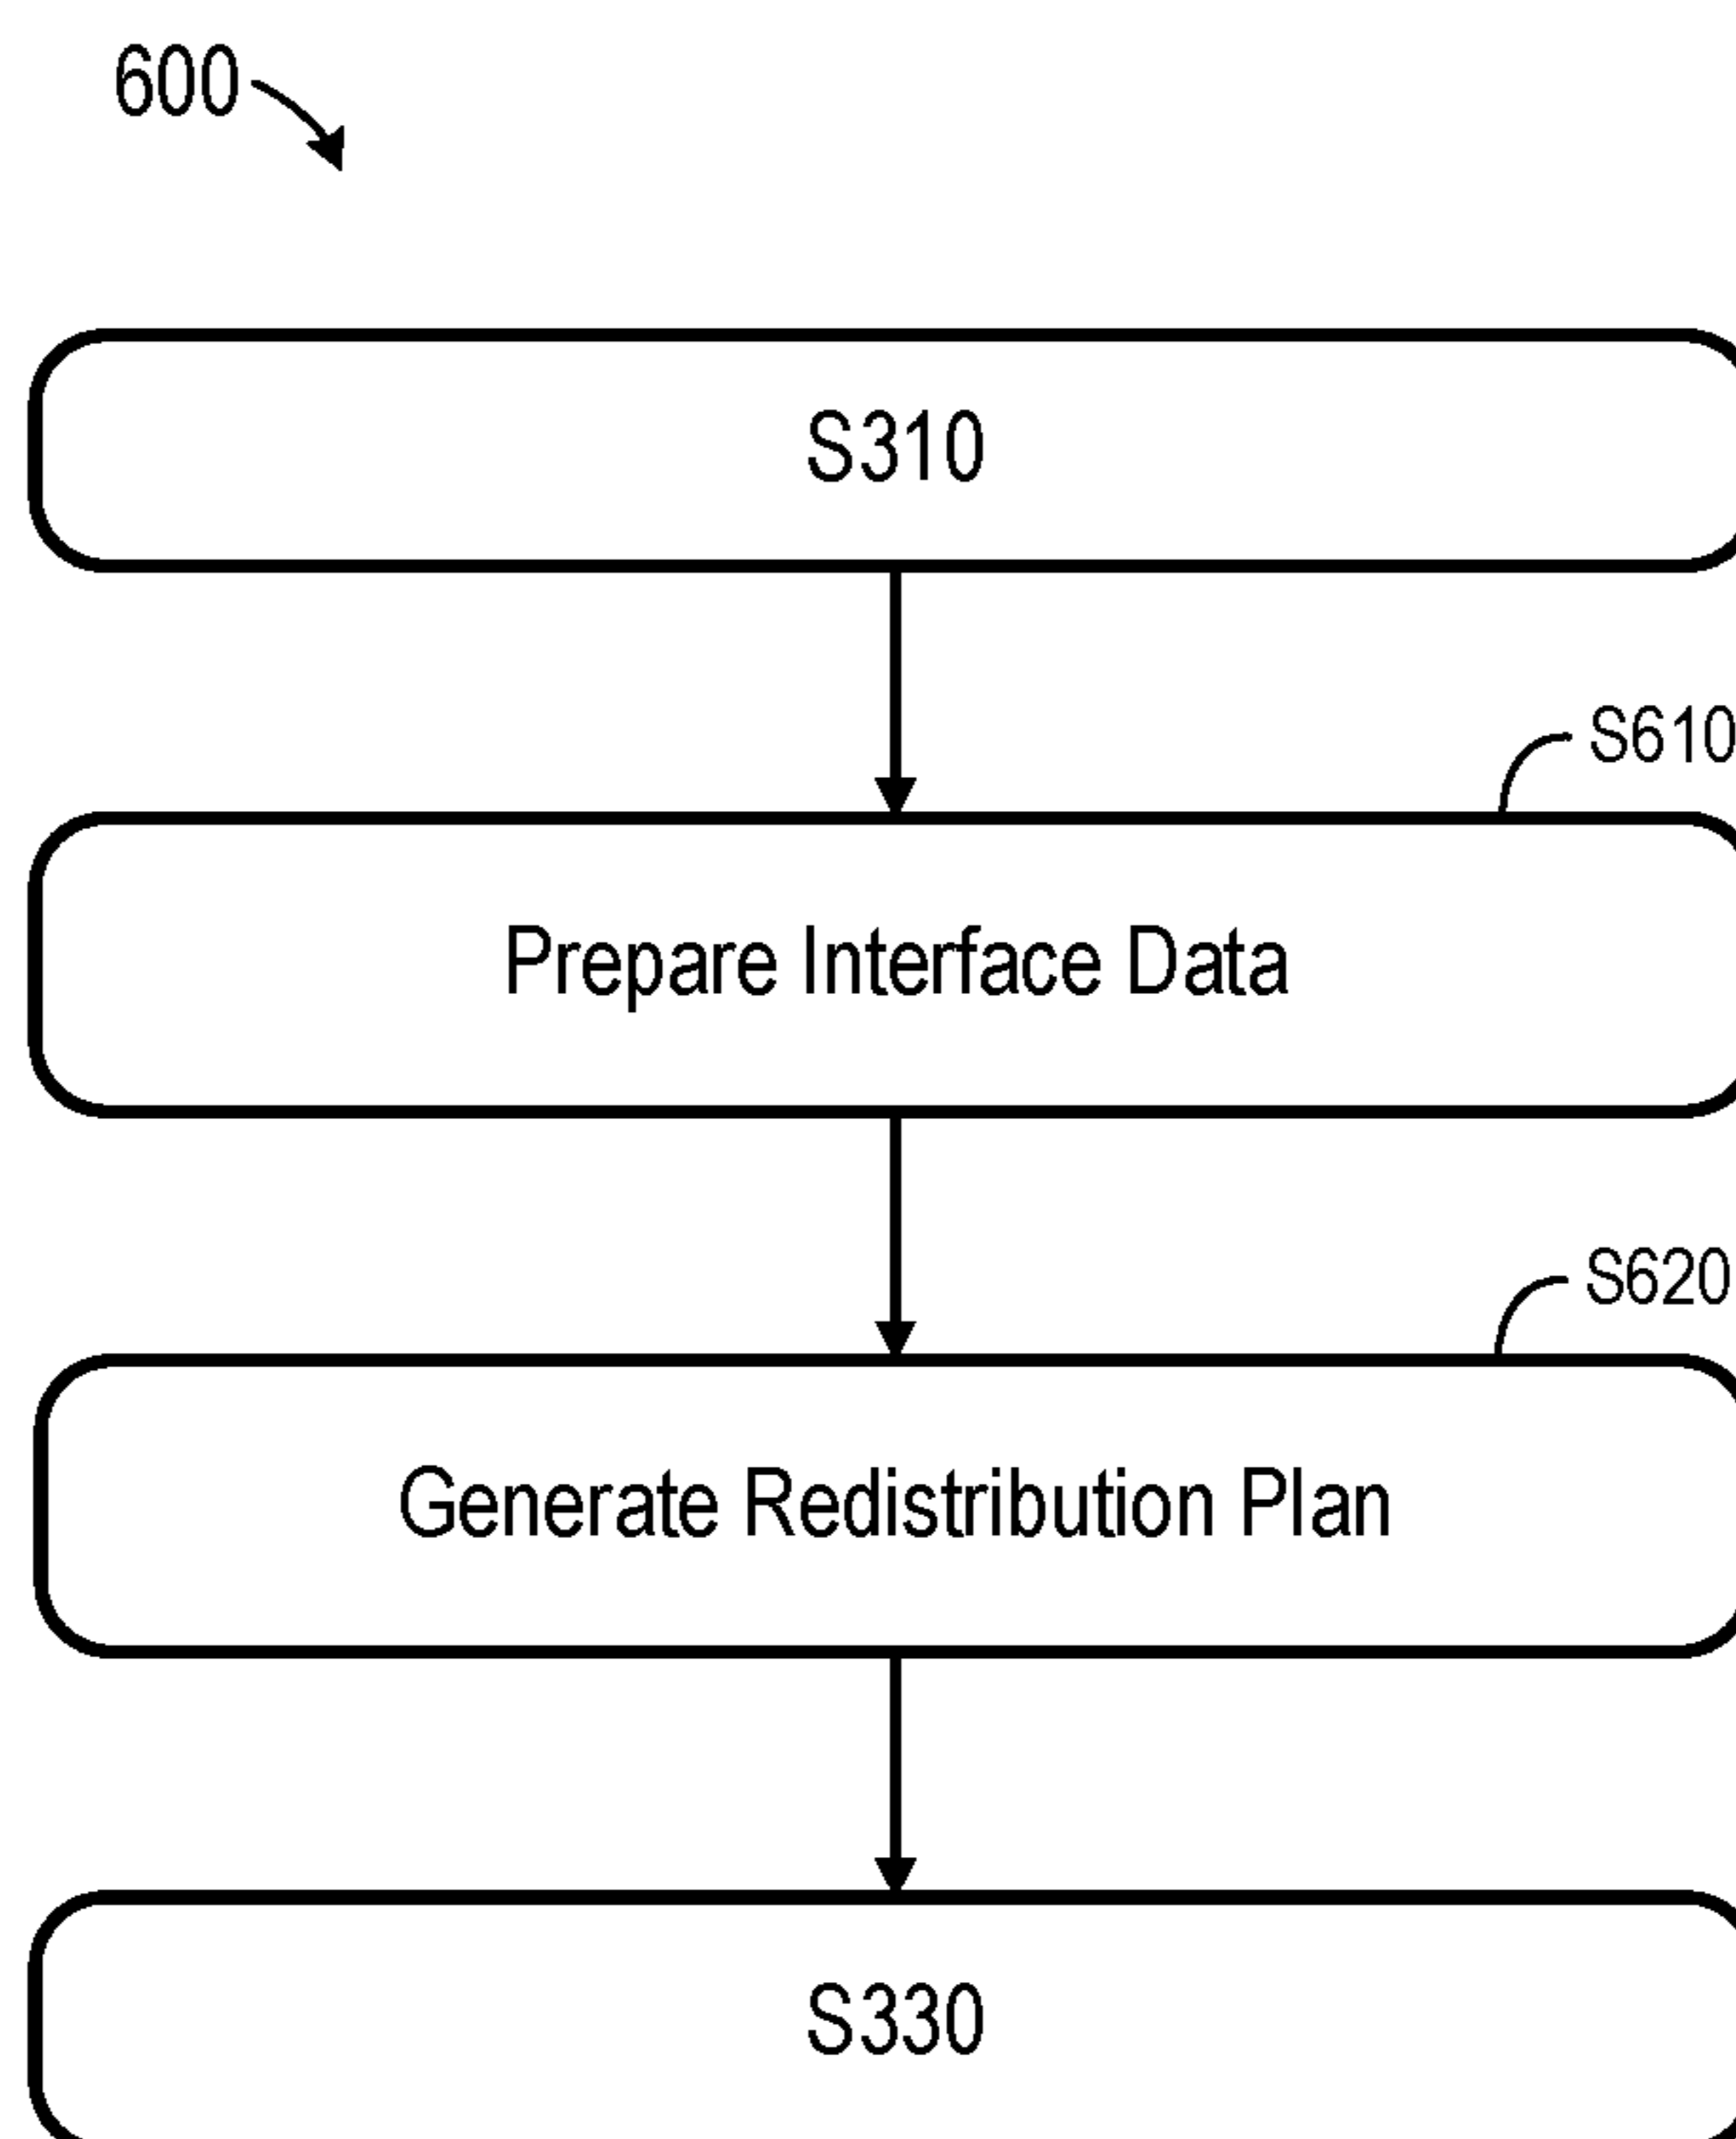 600
S310
S610
Prepare Interface Data
S620
Generate Redistribution Plan
S330